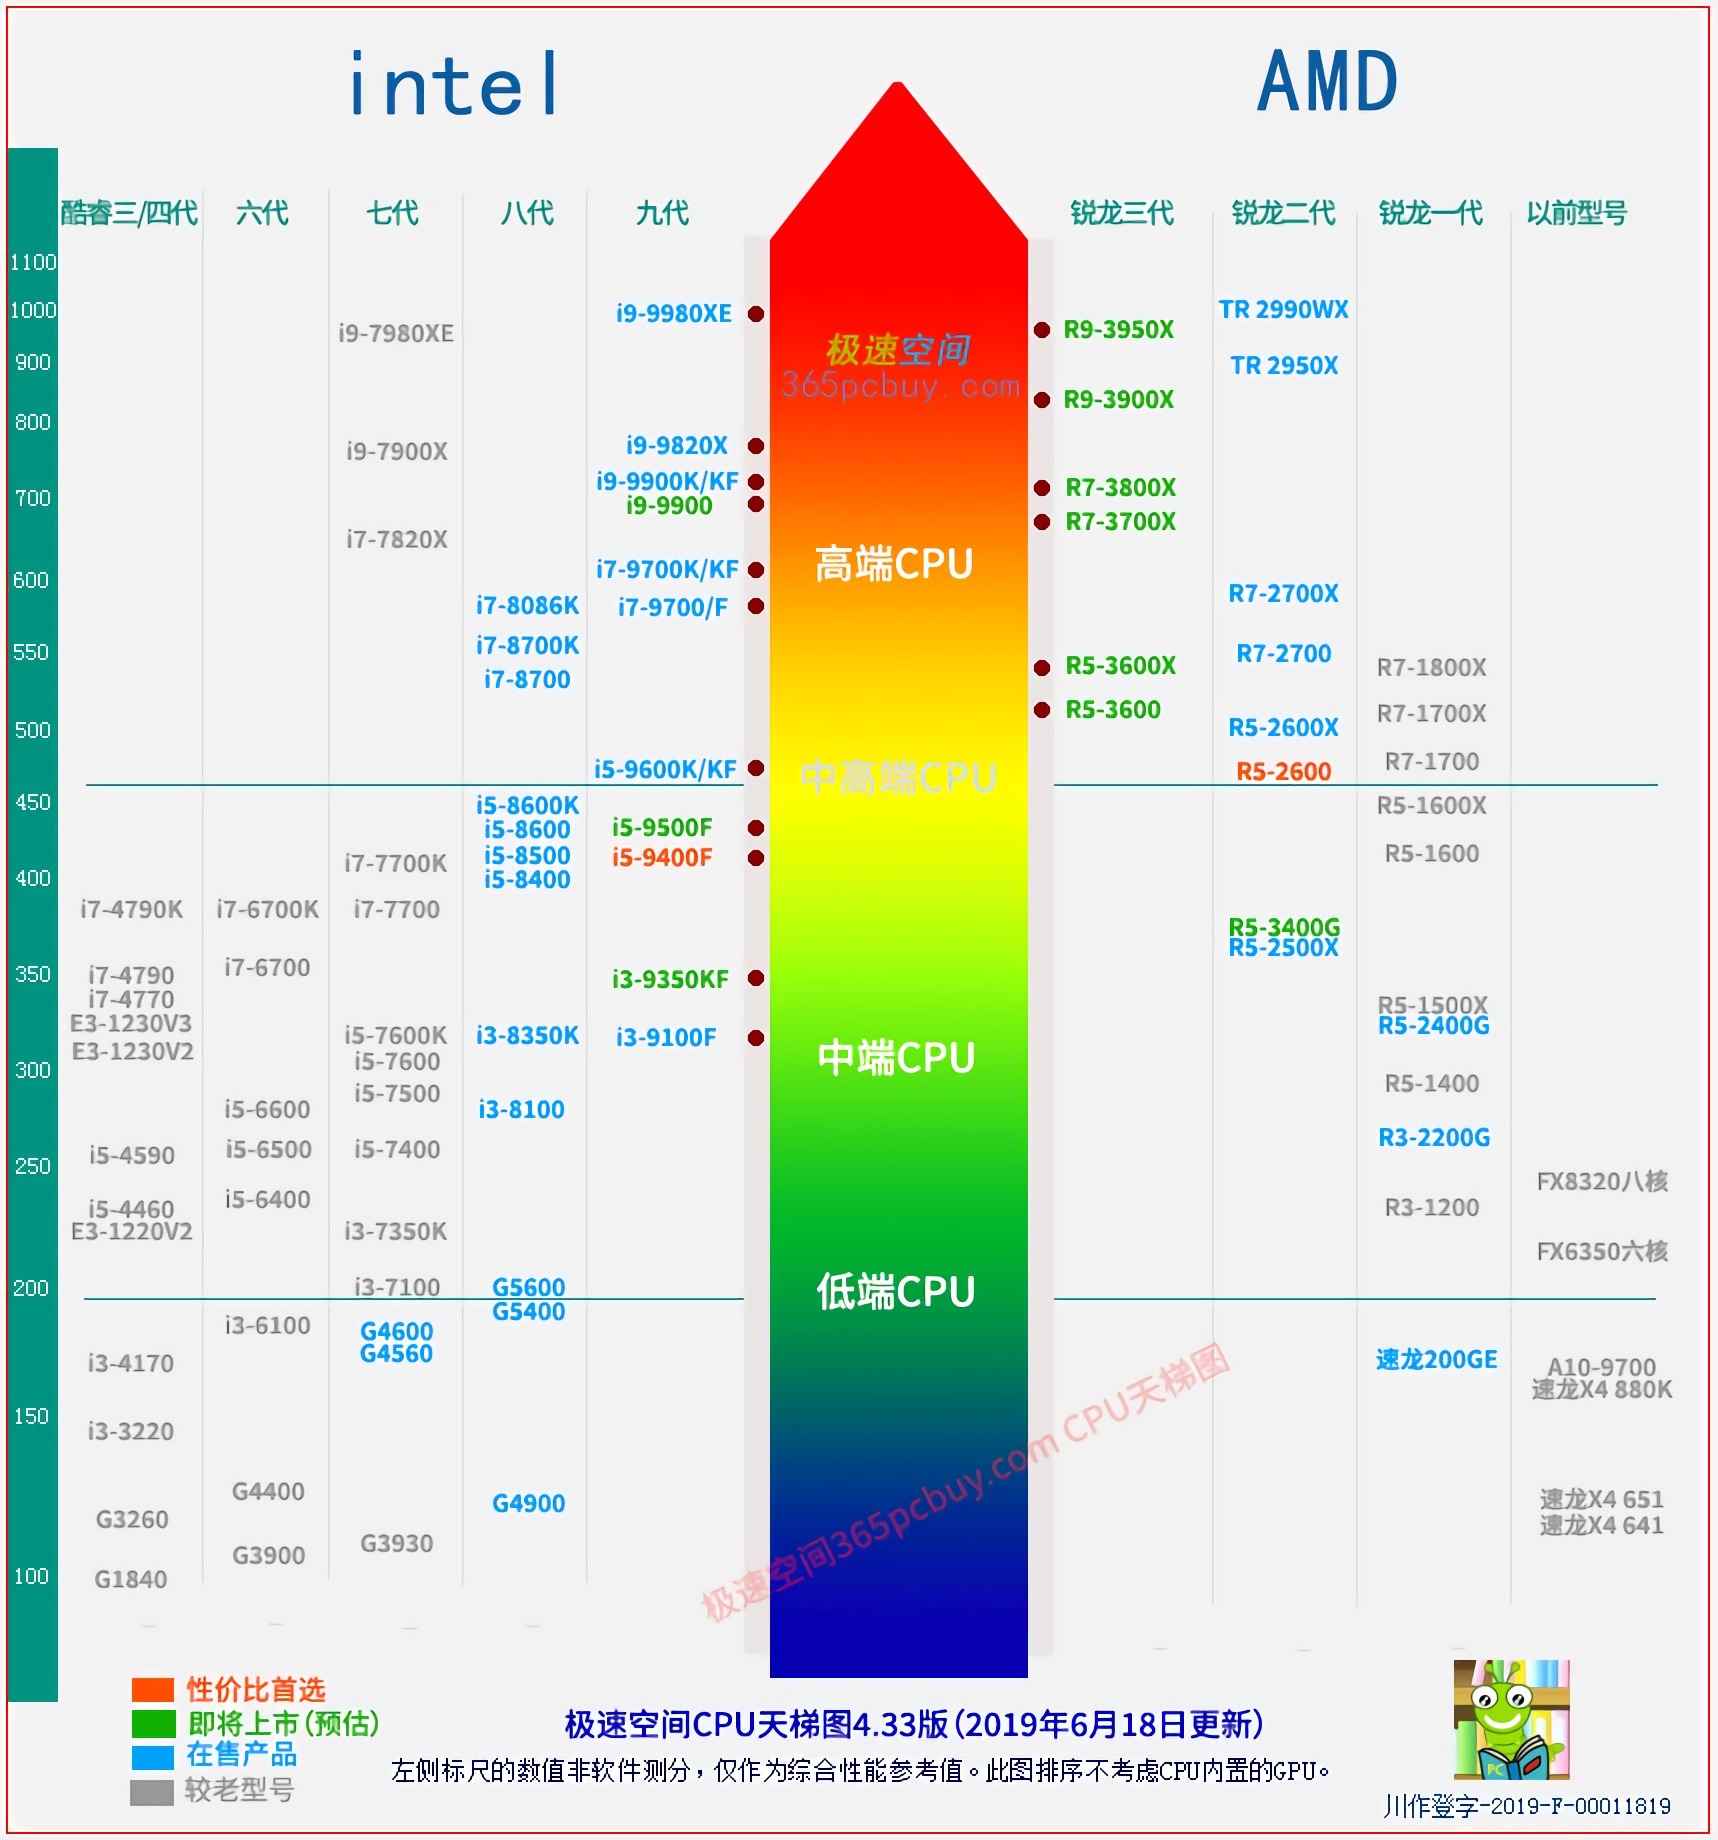 intel
AMD
酷睿三/四代 六代 七代 八代 九代 锐龙三代 锐龙二代 锐龙一代 以前型号
1100
1000
900
800
700
600
550
500
450
400
350
300
250
200
150
100
i7-4790K
i7-4790
i7-4770
E3-1230V3
E3-1230V2
i5-4590
i5-4460
E3-1220V2
i3-4170
i3-3220
G3260
G1840
i7-6700K
i7-6700
i5-6600
i5-6500
i5-6400
i3-6100
G4400
G3900
i9-7980XE
i9-7900X
i7-7820X
i7-7700K
i7-7700
i5-7600K
i5-7600
i5-7500
i5-7400
i3-7350K
i3-7100
G4600
G4560
G3930
i7-8086K
i7-8700K
i7-8700
i5-8600K
i5-8600
i5-8500
i5-8400
i3-8350K
i3-8100
G5600
G5400
G4900
i9-9980XE
i9-9820X
i9-9900K/KF
i9-9900
i7-9700K/KF
i7-9700/F
i5-9600K/KF
i5-9500F
i5-9400F
i3-9350KF
i3-9100F
极速空间
365pcbuy.com
高端CPU
中高端CPU
中端CPU
低端CPU
极速空间365pcbuy.com CPU天梯图
R9-3950X
R9-3900X
R7-3800X
R7-3700X
R5-3600X
R5-3600
TR 2990WX
TR 2950X
R7-2700X
R7-2700
R5-2600X
R5-2600
R5-3400G
R5-2500X
R7-1800X
R7-1700X
R7-1700
R5-1600X
R5-1600
R5-1500X
R5-2400G
R5-1400
R3-2200G
R3-1200
速龙200GE
FX8320八核
FX6350六核
A10-9700
速龙X4 880K
速龙X4 651
速龙X4 641
性价比首选
即将上市(预估)
在售产品
较老型号
极速空间CPU天梯图4.33版(2019年6月18日更新)
左侧标尺的数值非软件测分，仅作为综合性能参考值。此图排序不考虑CPU内置的GPU。
PC
川作登字-2019-F-00011819